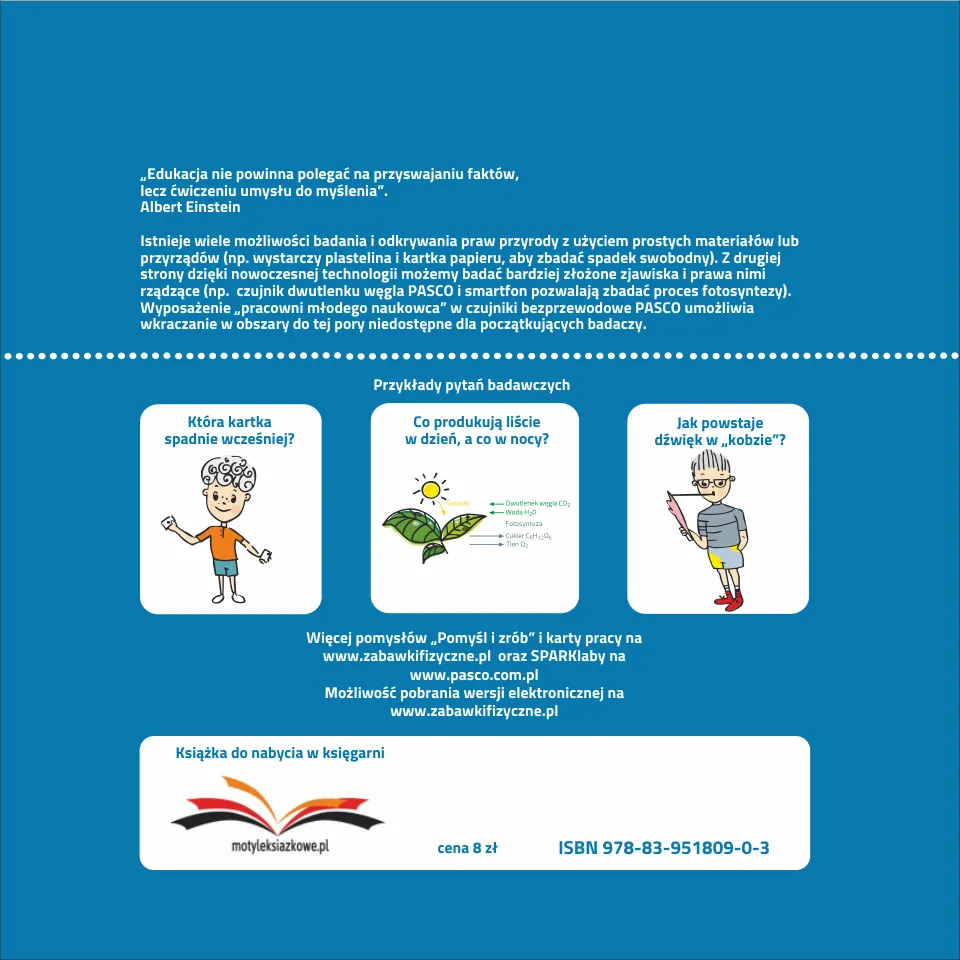 „Edukacja nie powinna polegać na przyswajaniu faktów,
lecz ćwiczeniu umysłu do myślenia”.
Albert Einstein
Istnieje wiele możliwości badania i odkrywania praw przyrody z użyciem prostych materiałów lub
przyrządów (np. wystarczy plastelina i kartka papieru, aby zbadać spadek swobodny). Z drugiej
strony dzięki nowoczesnej technologii możemy badać bardziej złożone zjawiska i prawa nimi
rządzące (np. czujnik dwutlenku węgla PASCO i smartfon pozwalają zbadać proces fotosyntezy).
Wyposażenie „pracowni młodego naukowca” w czujniki bezprzewodowe PASCO umożliwia
wkraczanie w obszary do tej pory niedostępne dla początkujących badaczy.
Przykłady pytań badawczych
Która kartka
spadnie wcześniej?
Co produkują liście
w dzień, a co w nocy?
Światło
Dwutlenek węgla CO₂
Woda H₂0
Fotosynteza
Cukier C₆H₁₂O₆
Tlen O₂
Jak powstaje
dźwięk w „kobzie”?
Więcej pomysłów „Pomyśl i zrób” i karty pracy na
www.zabawkifizyczne.pl oraz SPARKlaby na
www.pasco.com.pl
Możliwość pobrania wersji elektronicznej na
www.zabawkifizyczne.pl
Książka do nabycia w księgarni
motyleksiazkowe.pl
cena 8 zł
ISBN 978-83-951809-0-3